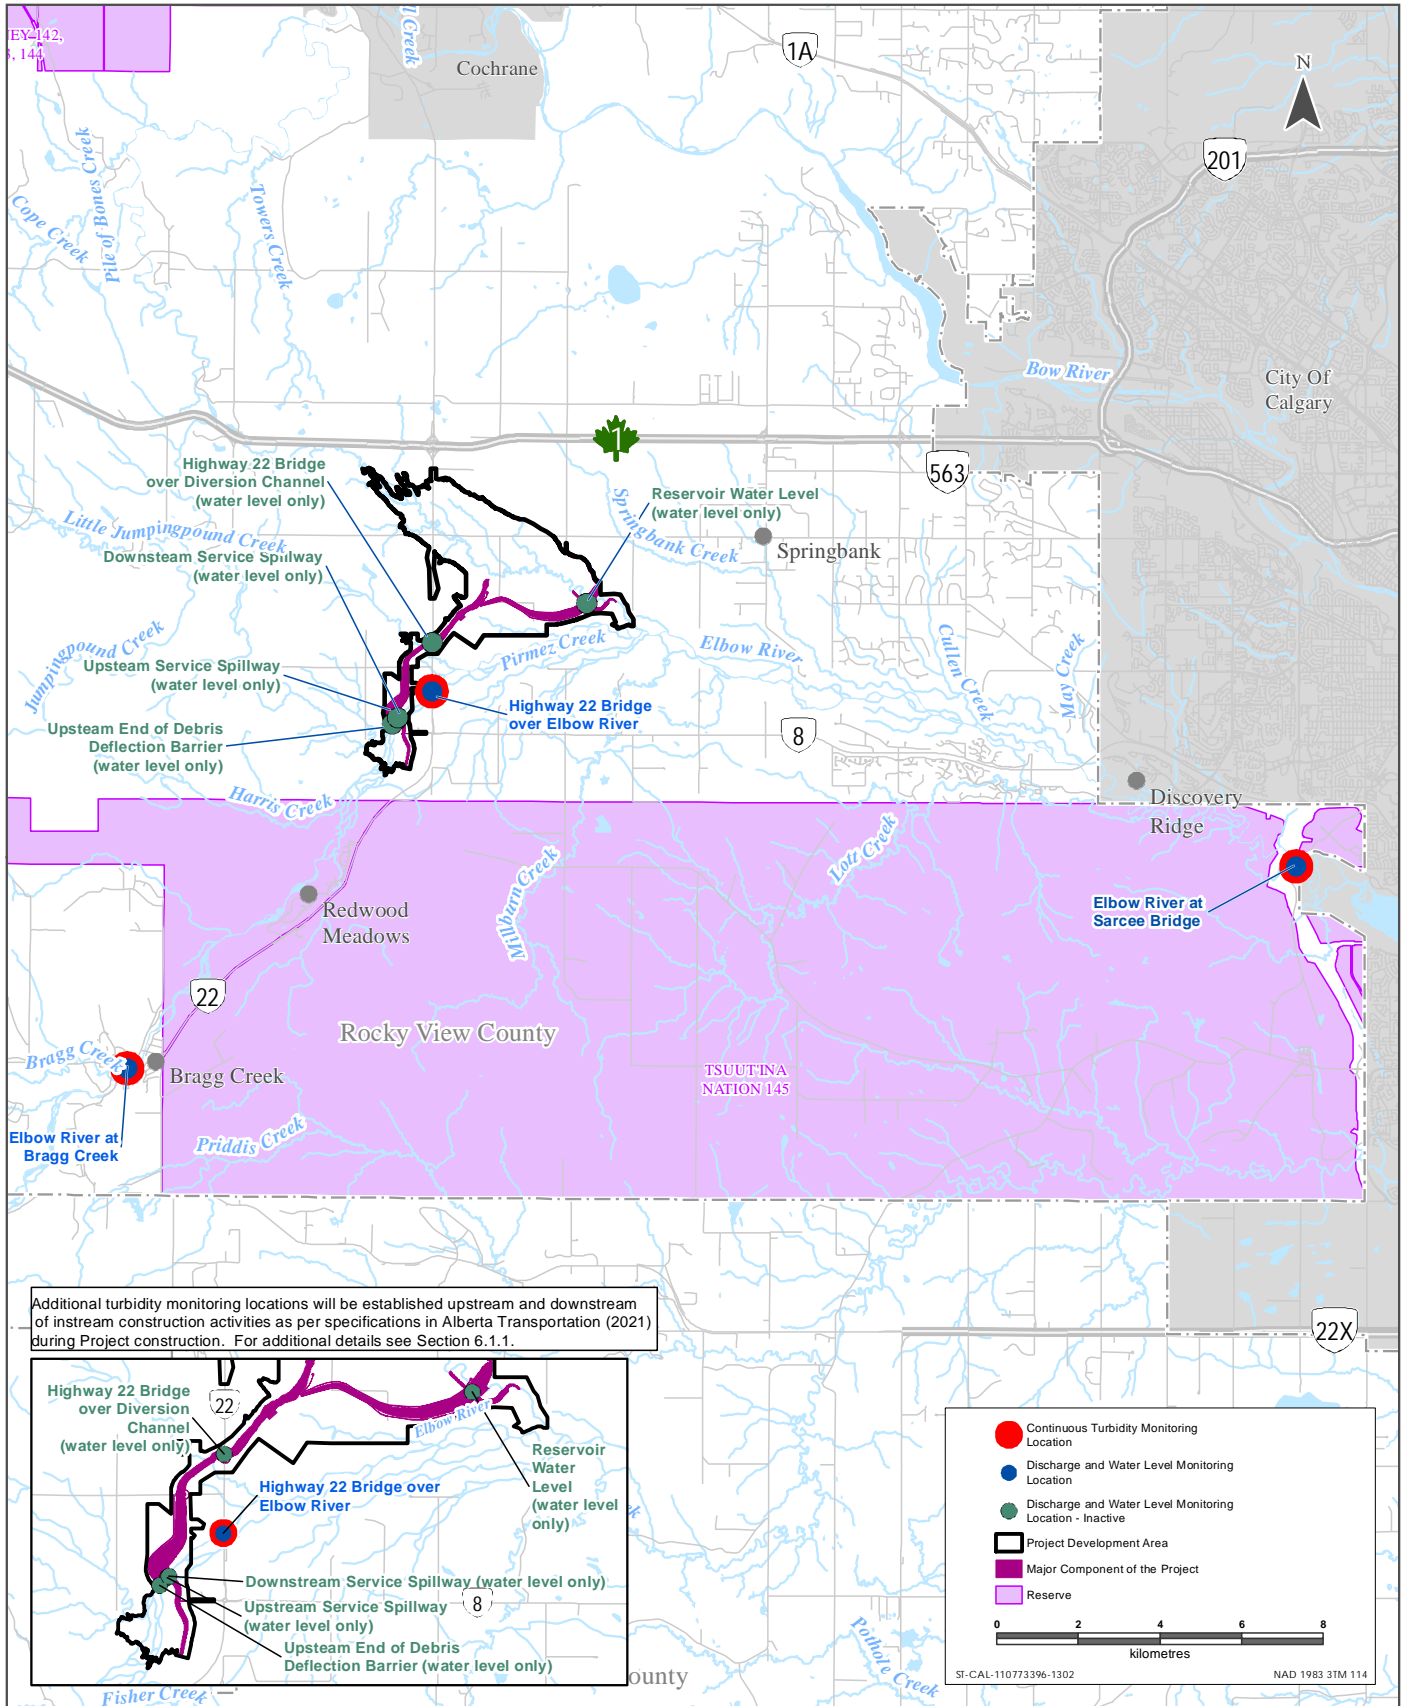 EY 142,
, 144
ll Creek
Cochrane
1A
N
201
Cope Creek
Pile of Bones Creek
Towers Creek
Bow River
City Of
Calgary
1
563
Highway 22 Bridge
over Diversion Channel
(water level only)
Reservoir Water Level
(water level only)
Springbank Creek
Springbank
Little Jumpingpound Creek
Downsteam Service Spillway
(water level only)
Jumpingpound Creek
Pirmez Creek
Elbow River
Cullen Creek
May Creek
Upsteam Service Spillway
(water level only)
Highway 22 Bridge
over Elbow River
Upsteam End of Debris
Deflection Barrier
(water level only)
8
Harris Creek
Discovery
Ridge
Millburn Creek
Lott Creek
Redwood
Meadows
Elbow River at
Sarcee Bridge
22
Rocky View County
Bragg Creek
Bragg Creek
TSUUT'INA
NATION 145
Elbow River at
Bragg Creek
Priddis Creek
Additional turbidity monitoring locations will be established upstream and downstream
of instream construction activities as per specifications in Alberta Transportation (2021)
during Project construction. For additional details see Section 6.1.1.
22X
Highway 22 Bridge
over Diversion
Channel
(water level only)
22
Elbow River
Reservoir
Water
Level
(water level
only)
Highway 22 Bridge over
Elbow River
Downstream Service Spillway (water level only)
Upstream Service Spillway
(water level only)
8
Upsteam End of Debris
Deflection Barrier (water level only)
k
ounty
Fisher Creek
Pothole Creek
Continuous Turbidity Monitoring
Location
Discharge and Water Level Monitoring
Location
Discharge and Water Level Monitoring
Location - Inactive
Project Development Area
Major Component of the Project
Reserve
0 2 4 6 8
kilometres
ST-CAL-110773396-1302
NAD 1983 3TM 114